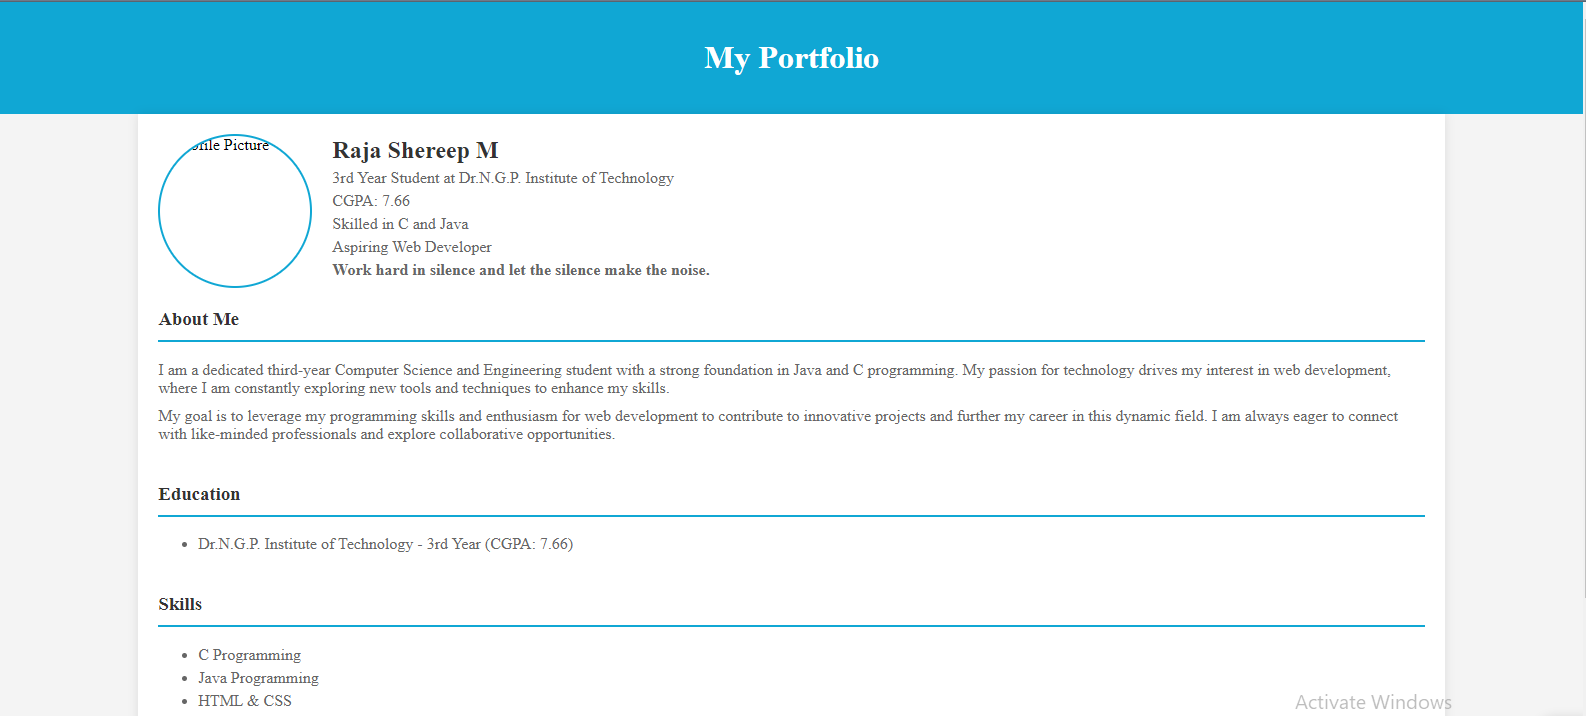 My Portfolio
ofile Picture
Raja Shereep M
3rd Year Student at Dr.N.G.P. Institute of Technology
CGPA: 7.66
Skilled in C and Java
Aspiring Web Developer
Work hard in silence and let the silence make the noise.
About Me
I am a dedicated third-year Computer Science and Engineering student with a strong foundation in Java and C programming. My passion for technology drives my interest in web development,
where I am constantly exploring new tools and techniques to enhance my skills.
My goal is to leverage my programming skills and enthusiasm for web development to contribute to innovative projects and further my career in this dynamic field. I am always eager to connect
with like-minded professionals and explore collaborative opportunities.
Education
• Dr.N.G.P. Institute of Technology - 3rd Year (CGPA: 7.66)
Skills
• C Programming
• Java Programming
• HTML & CSS
Activate Windows